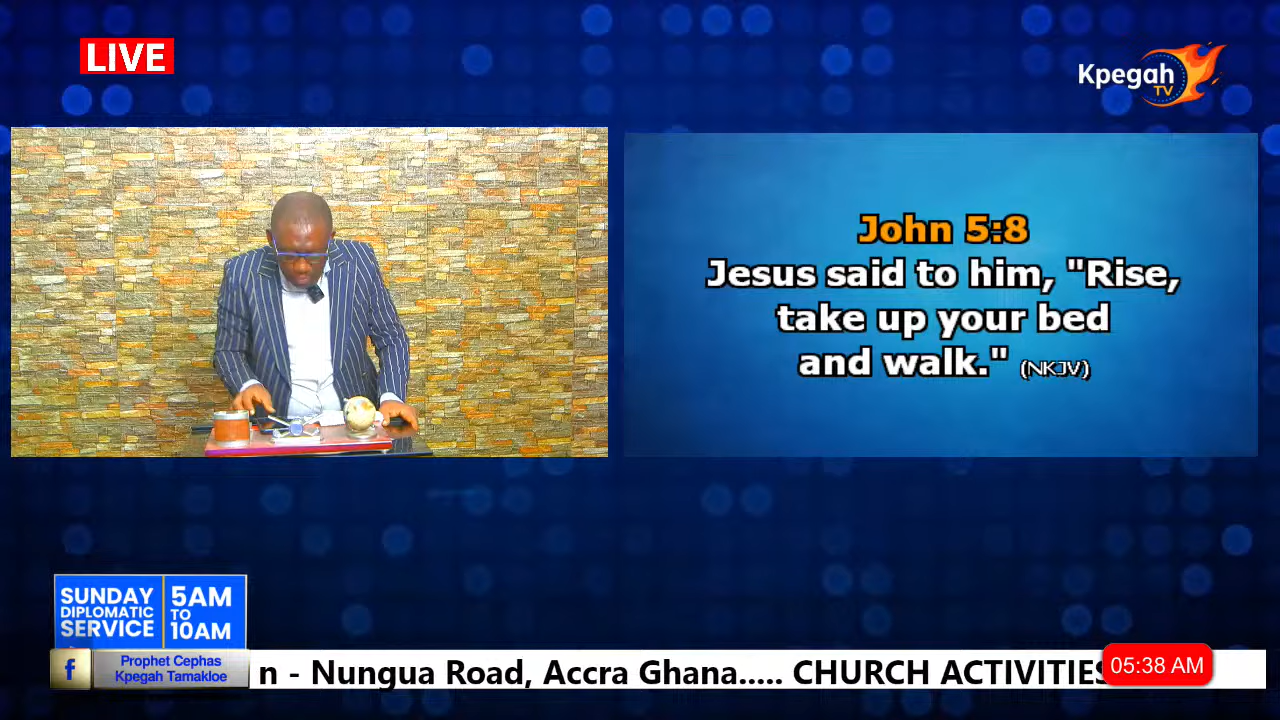 LIVE
Kpegah
TV
John 5:8
Jesus said to him, "Rise,
take up your bed
and walk." (NKJV)
SUNDAY
DIPLOMATIC
SERVICE
5AM
TO
10AM
f
Prophet Cephas
Kpegah Tamakloe
n - Nungua Road, Accra Ghana..... CHURCH ACTIVITIES
05:38 AM